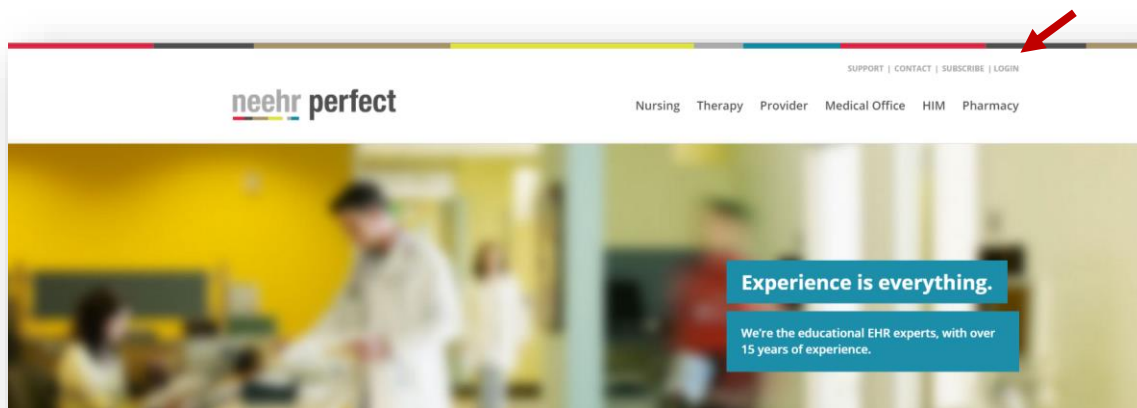 SUPPORT | CONTACT | SUBSCRIBE | LOGIN
neehr perfect
Nursing Therapy Provider Medical Office HIM Pharmacy
Experience is everything.
We're the educational EHR experts, with over
15 years of experience.